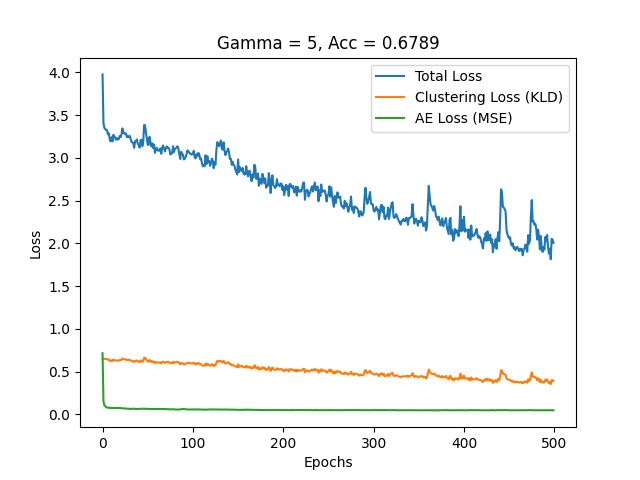 Gamma = 5, Acc = 0.6789
Total Loss
Clustering Loss (KLD)
AE Loss (MSE)
4.0
3.5
3.0
2.5
2.0
1.5
1.0
0.5
0.0
Loss
0 100 200 300 400 500
Epochs